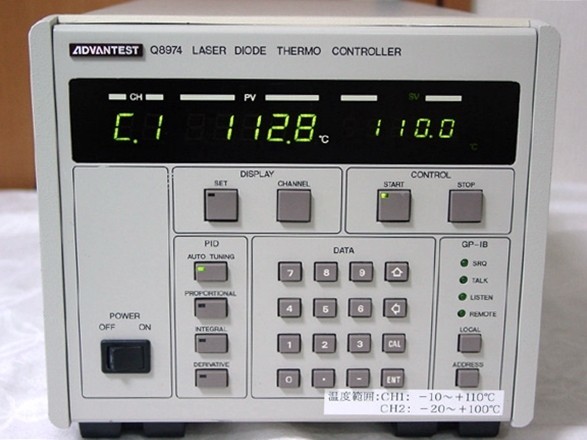 ADVANTEST Q8974 LASER DIODE THERMO CONTROLLER
CH PV SV
C.1 112.8 ℃ 110.0 ℃
DISPLAY CONTROL
SET CHANNEL START STOP
PID DATA GP-IB
AUTO TUNING
7 8 9 SRQ
TALK
PROPORTIONAL
4 5 6 LISTEN
REMOTE
POWER
OFF ON
INTEGRAL
1 2 3 CAL LOCAL
DERIVATIVE
0 . - ENT ADDRESS
温度範囲:CH1: -10～+110℃
CH2: -20～+100℃